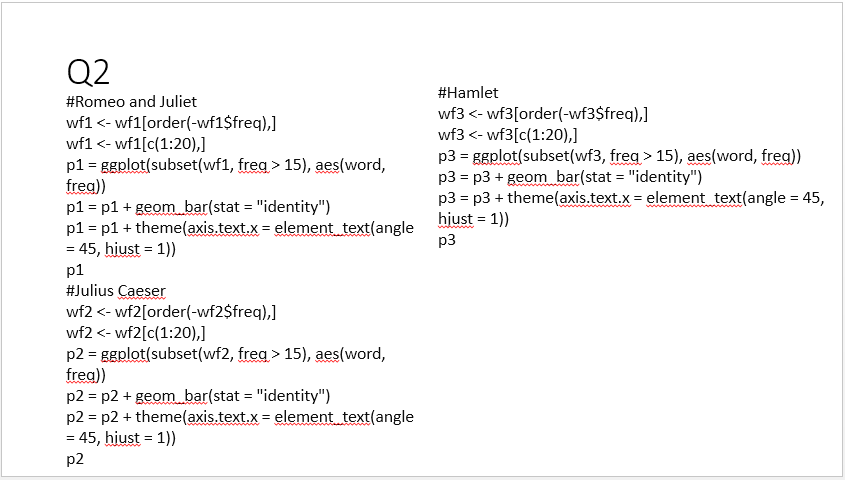 Q2
#Romeo and Juliet
wf1 <- wf1[order(-wf1$freq),]
wf1 <- wf1[c(1:20),]
p1 = ggplot(subset(wf1, freq > 15), aes(word,
freq))
p1 = p1 + geom_bar(stat = "identity")
p1 = p1 + theme(axis.text.x = element_text(angle
= 45, hjust = 1))
p1
#Julius Caeser
wf2 <- wf2[order(-wf2$freq),]
wf2 <- wf2[c(1:20),]
p2 = ggplot(subset(wf2, freq > 15), aes(word,
freq))
p2 = p2 + geom_bar(stat = "identity")
p2 = p2 + theme(axis.text.x = element_text(angle
= 45, hjust = 1))
p2
#Hamlet
wf3 <- wf3[order(-wf3$freq),]
wf3 <- wf3[c(1:20),]
p3 = ggplot(subset(wf3, freq > 15), aes(word, freq))
p3 = p3 + geom_bar(stat = "identity")
p3 = p3 + theme(axis.text.x = element_text(angle = 45,
hjust = 1))
p3